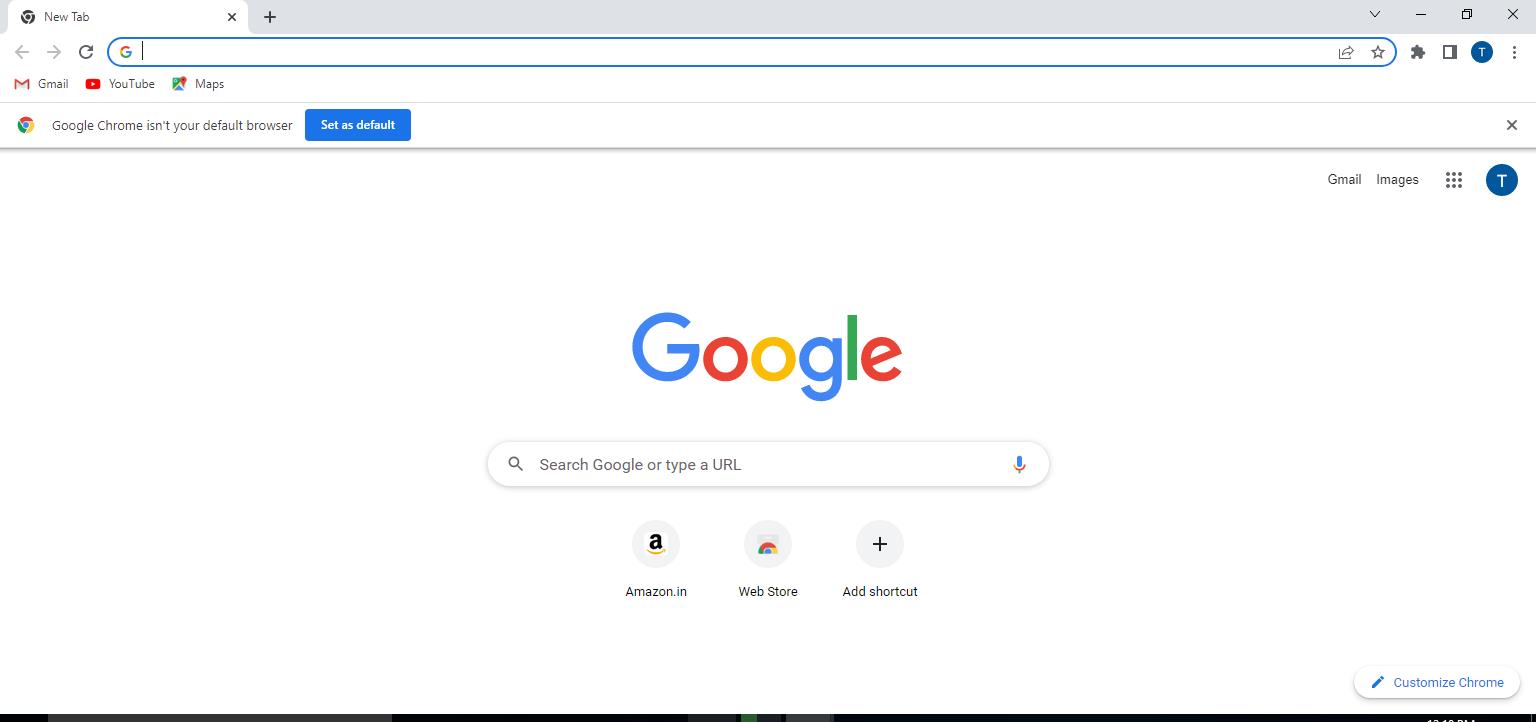 New Tab
Gmail YouTube Maps
Google Chrome isn't your default browser Set as default
Gmail Images T
T
Google
Search Google or type a URL
a
Amazon.in Web Store Add shortcut
Customize Chrome